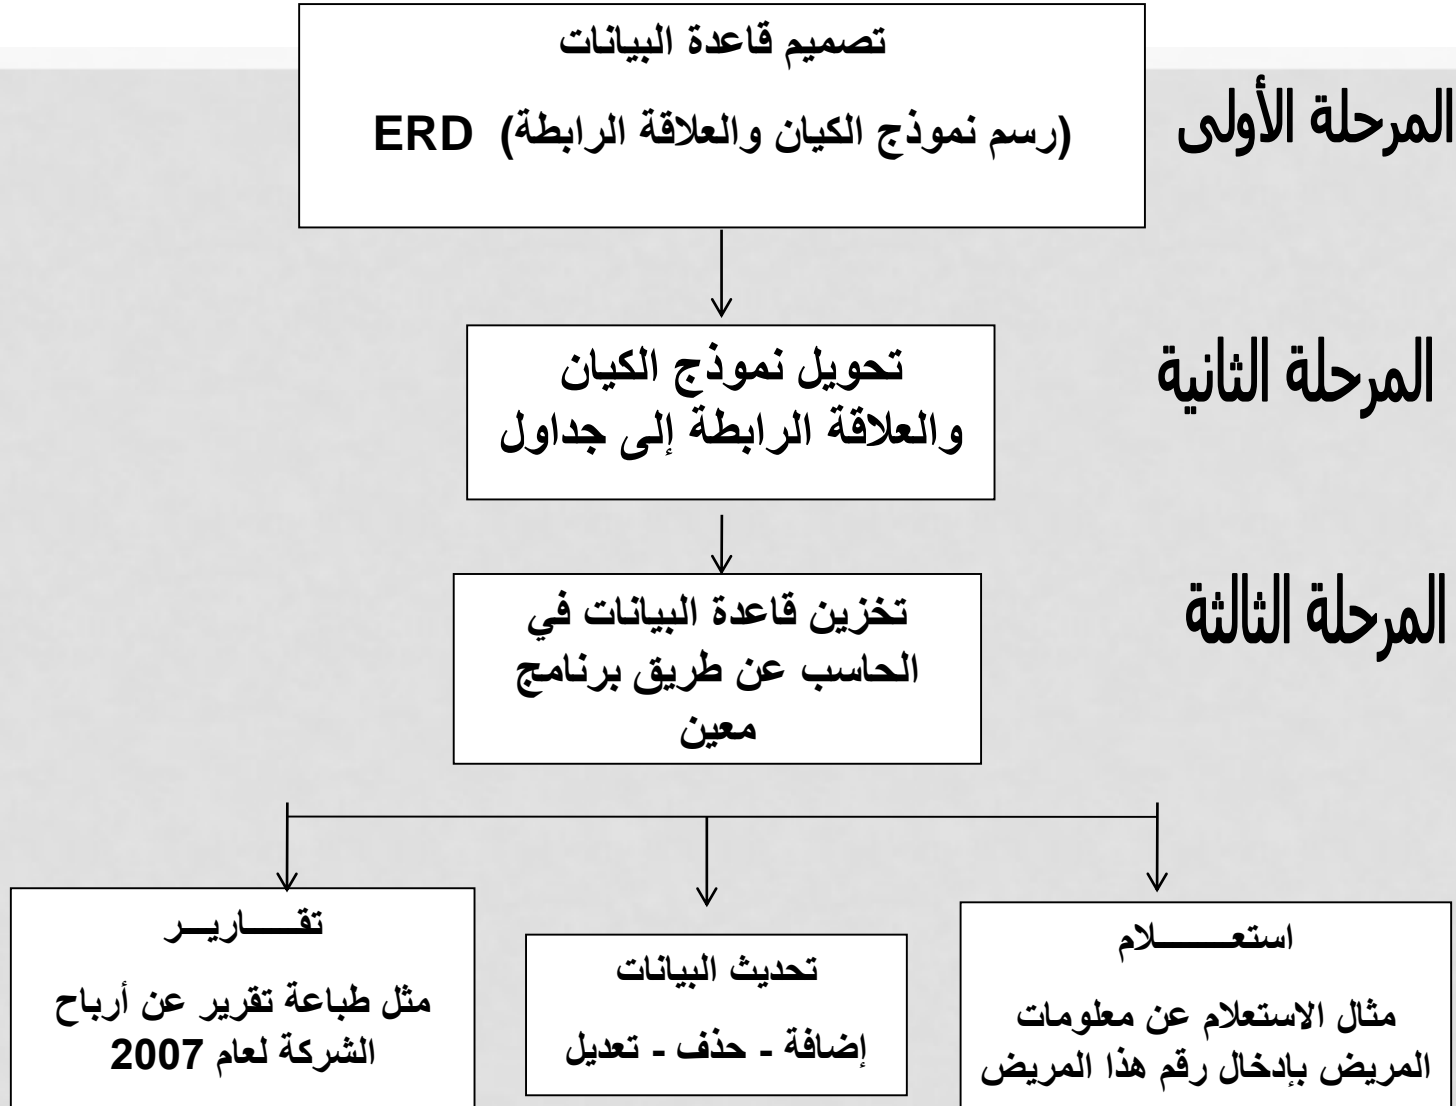 تصميم قاعدة البيانات
(رسم نموذج الكيان والعلاقة الرابطة) ERD
المرحلة الأولى
تحويل نموذج الكيان
والعلاقة الرابطة إلى جداول
المرحلة الثانية
تخزين قاعدة البيانات في
الحاسب عن طريق برنامج
معين
المرحلة الثالثة
استعـــــــلام
مثال الاستعلام عن معلومات
المريض بإدخال رقم هذا المريض
تحديث البيانات
إضافة - حذف - تعديل
تقـــــاريـــر
مثل طباعة تقرير عن أرباح
الشركة لعام 2007